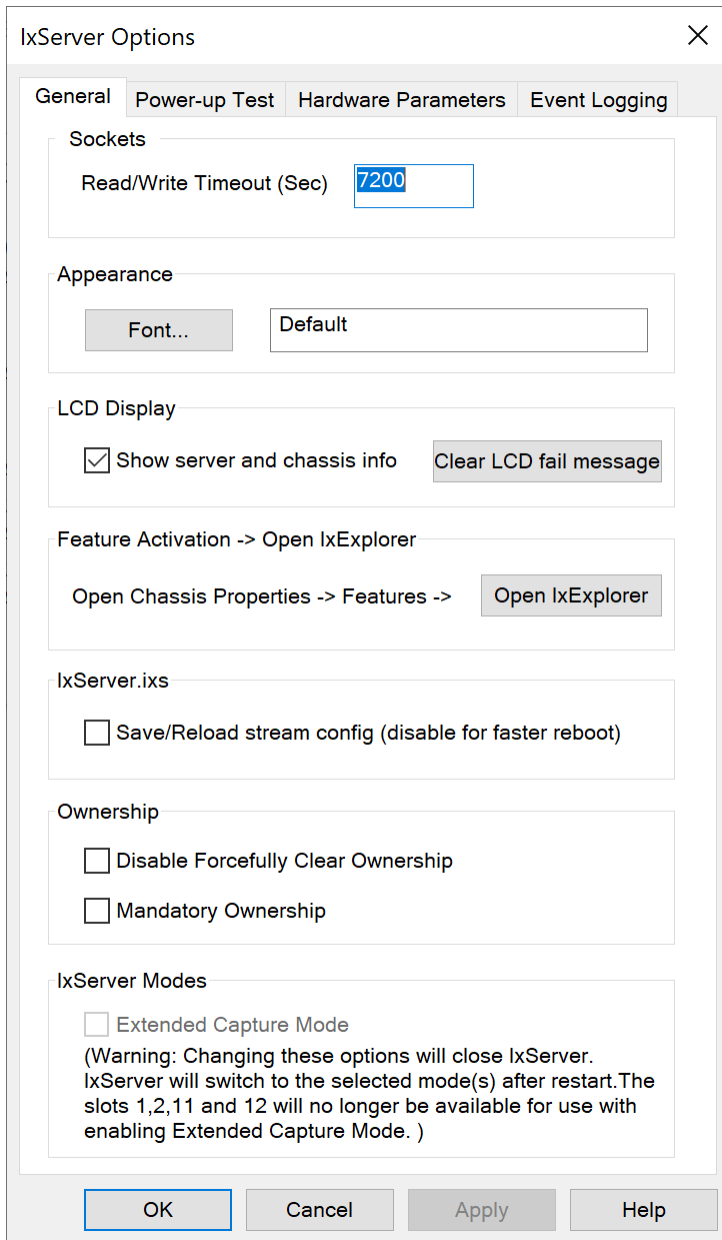 IxServer Options
General
Power-up Test
Hardware Parameters
Event Logging
Sockets
Read/Write Timeout (Sec)
7200
Appearance
Font...
Default
LCD Display
Show server and chassis info
Clear LCD fail message
Feature Activation -> Open IxExplorer
Open Chassis Properties -> Features ->
Open IxExplorer
IxServer.ixs
Save/Reload stream config (disable for faster reboot)
Ownership
Disable Forcefully Clear Ownership
Mandatory Ownership
IxServer Modes
Extended Capture Mode
(Warning: Changing these options will close IxServer.
IxServer will switch to the selected mode(s) after restart.The
slots 1,2,11 and 12 will no longer be available for use with
enabling Extended Capture Mode. )
OK
Cancel
Apply
Help